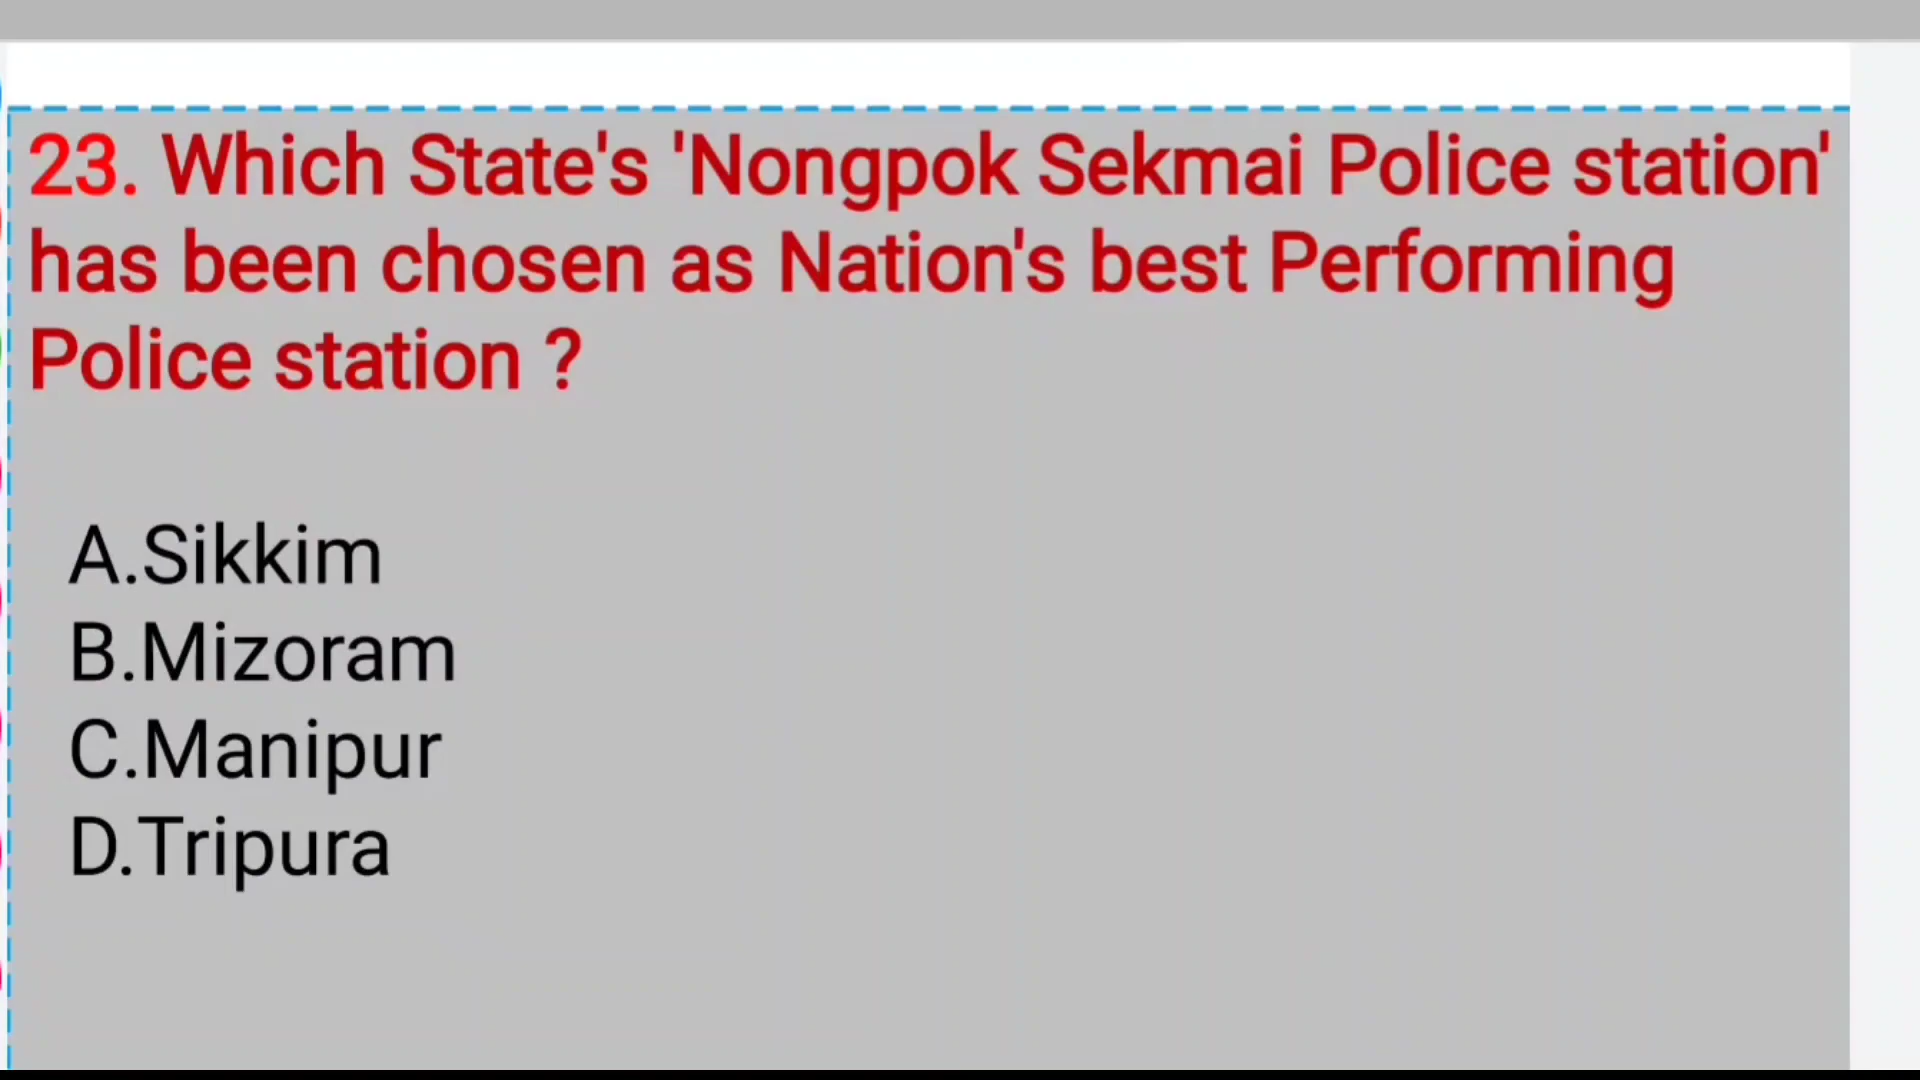 23. Which State's 'Nongpok Sekmai Police station'
has been chosen as Nation's best Performing
Police station ?
A.Sikkim
B.Mizoram
C.Manipur
D.Tripura